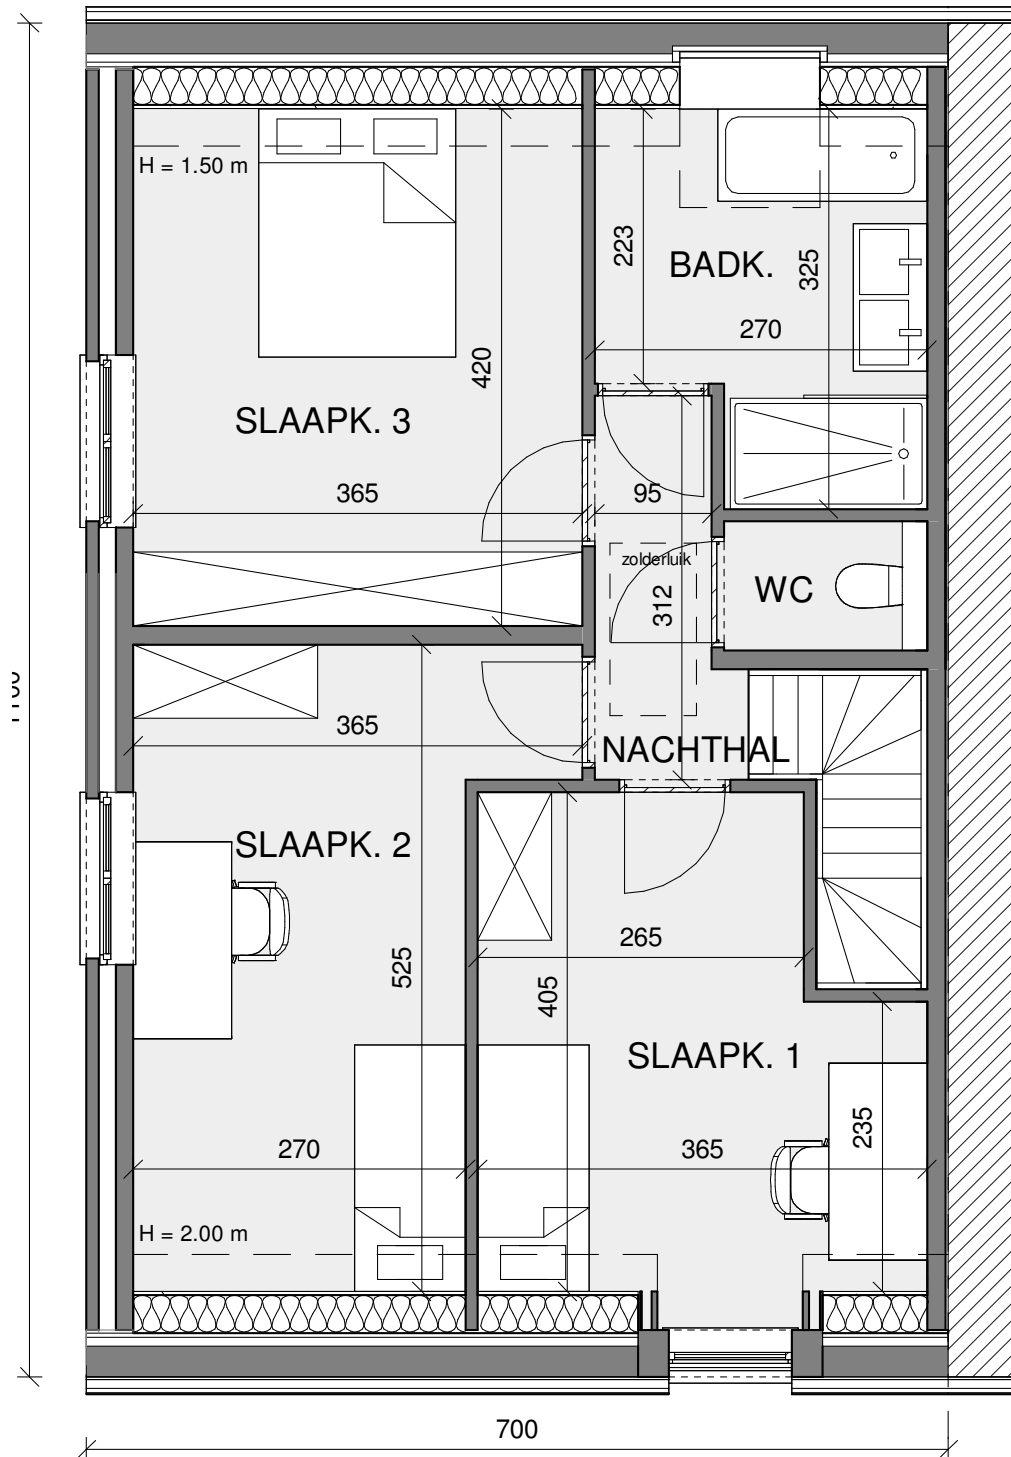 H = 1.50 m
223
BADK.
325
270
420
SLAAPK. 3
365
95
zolderluik
WC
312
365
NACHTHAL
SLAAPK. 2
265
525
405
SLAAPK. 1
235
270
365
H = 2.00 m
700